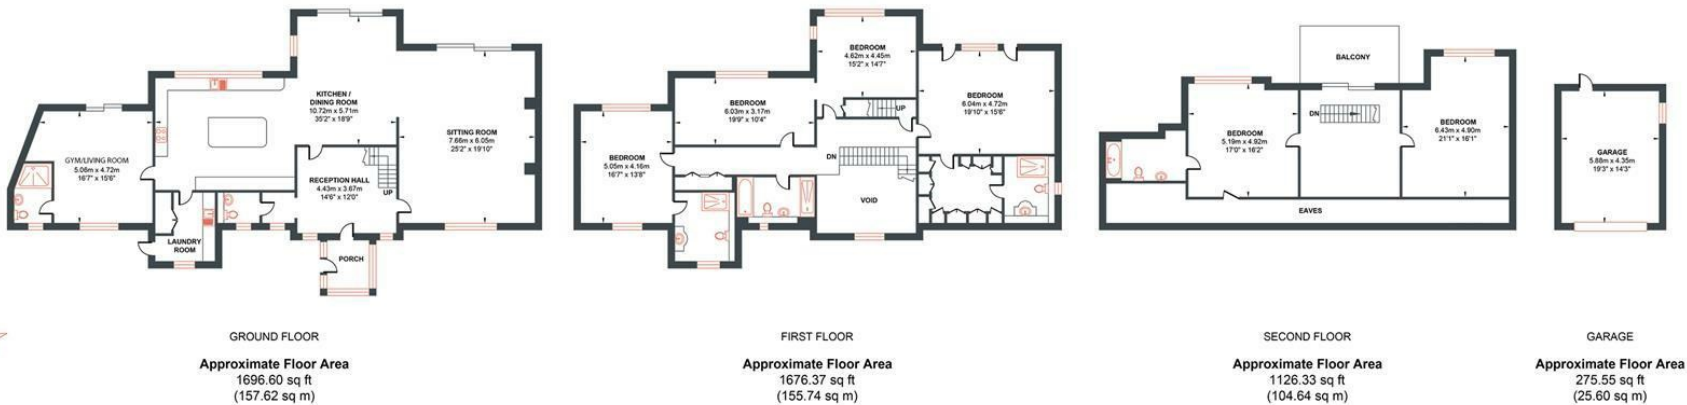 KITCHEN /
DINING ROOM
10.72m x 5.71m
35'2" x 18'9"
SITTING ROOM
7.66m x 6.05m
25'2" x 19'10"
GYM/LIVING ROOM
5.06m x 4.72m
16'7" x 15'6"
RECEPTION HALL
4.43m x 3.67m
14'6" x 12'0"
UP
LAUNDRY
ROOM
PORCH
GROUND FLOOR
Approximate Floor Area
1696.60 sq ft
(157.62 sq m)
BEDROOM
4.62m x 4.45m
15'2" x 14'7"
BEDROOM
6.03m x 3.17m
19'9" x 10'4"
UP
BEDROOM
6.04m x 4.72m
19'10" x 15'6"
BEDROOM
5.05m x 4.16m
16'7" x 13'8"
DN
VOID
FIRST FLOOR
Approximate Floor Area
1676.37 sq ft
(155.74 sq m)
BALCONY
DN
BEDROOM
5.19m x 4.92m
17'0" x 16'2"
BEDROOM
6.43m x 4.90m
21'1" x 16'1"
EAVES
SECOND FLOOR
Approximate Floor Area
1126.33 sq ft
(104.64 sq m)
GARAGE
5.88m x 4.35m
19'3" x 14'3"
GARAGE
Approximate Floor Area
275.55 sq ft
(25.60 sq m)